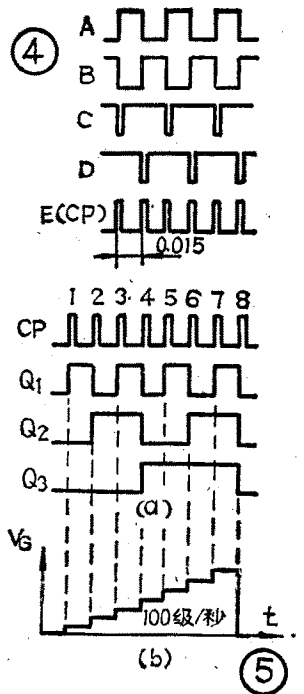 ④
A
B
C
D
E(CP)
0.015
1 2 3 4 5 6 7 8
CP
Q1
Q2
Q3
(a)
VG
100级/秒
t
(b)
⑤